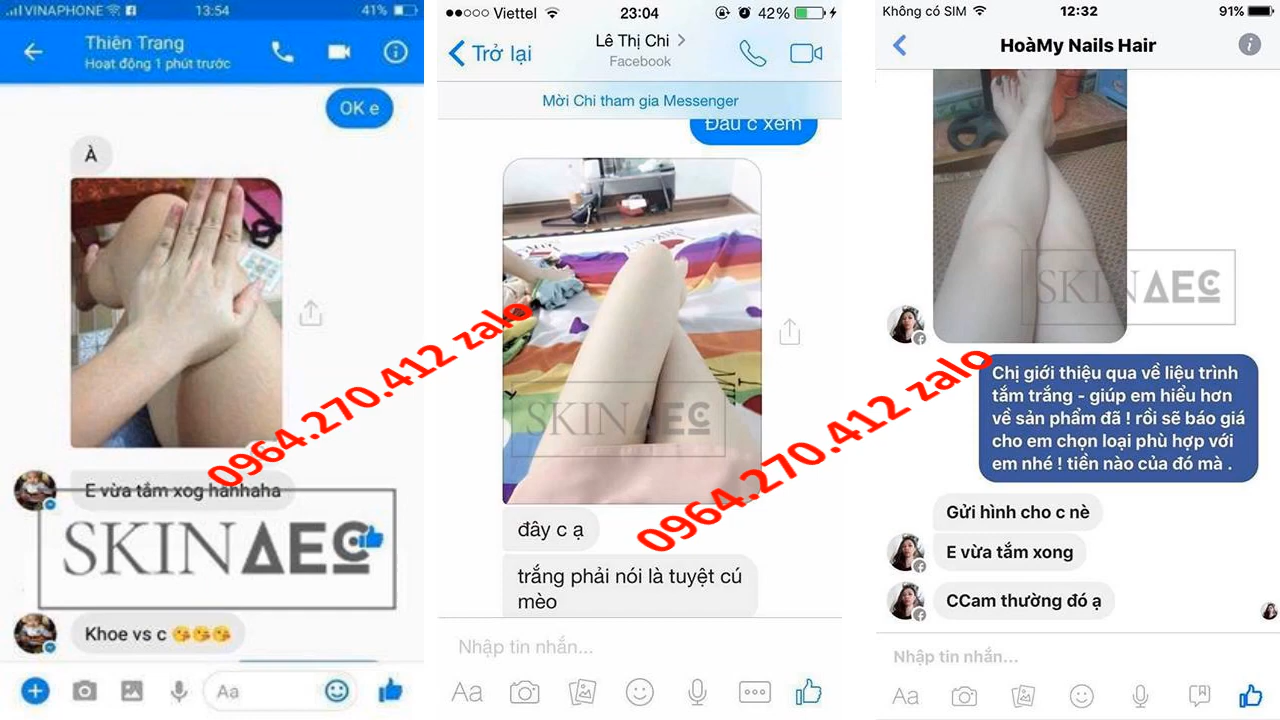 VINAPHONE
13:54
41%
Thiên Trang
Hoạt động 1 phút trước
OK e
À
E vừa tắm xog hanhaha
SKINAEC
Khoe vs c 😘😘😘
Aa
Viettel
23:04
42%
Trở lại
Lê Thị Chi
Facebook
Mời Chi tham gia Messenger
Đâu c xem
SKINAEC
đây c ạ
trắng phải nói là tuyệt cú
mèo
Nhập tin nhắn...
Aa
Không có SIM
12:32
91%
HoàMy Nails Hair
SKINAEC
Chị giới thiệu qua về liệu trình
tắm trắng - giúp em hiểu hơn
về sản phẩm đã ! rồi sẽ báo giá
cho em chọn loại phù hợp với
em nhé ! tiền nào của đó mà .
Gửi hình cho c nè
E vừa tắm xong
CCam thường đó ạ
Nhập tin nhắn...
Aa
0964.270.412 zalo
0964.270.412 zalo